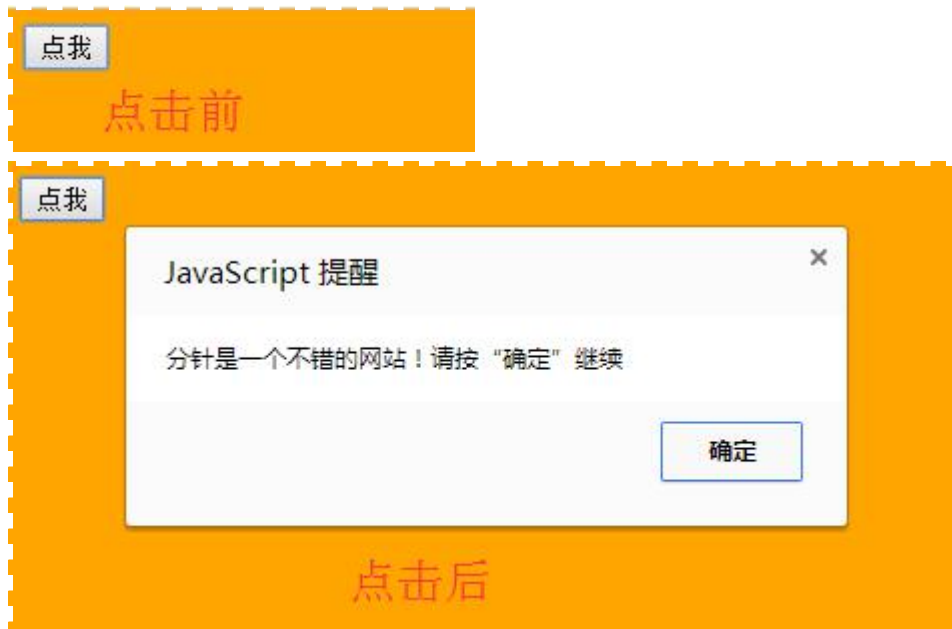 点我
点击前
点我
JavaScript 提醒
×
分针是一个不错的网站！请按“确定”继续
确定
点击后